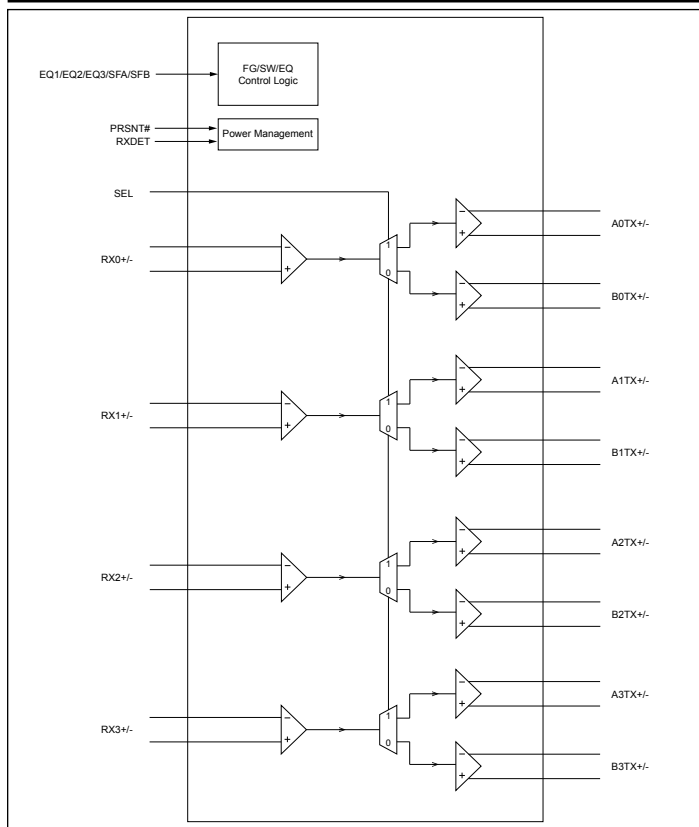 EQ1/EQ2/EQ3/SFA/SFB
FG/SW/EQ
Control Logic
PRSNT#
RXDET
Power Management
SEL
RX0+/-
−
+
1
0
−
+
A0TX+/-
−
+
B0TX+/-
RX1+/-
−
+
1
0
−
+
A1TX+/-
−
+
B1TX+/-
RX2+/-
−
+
1
0
−
+
A2TX+/-
−
+
B2TX+/-
RX3+/-
−
+
1
0
−
+
A3TX+/-
−
+
B3TX+/-